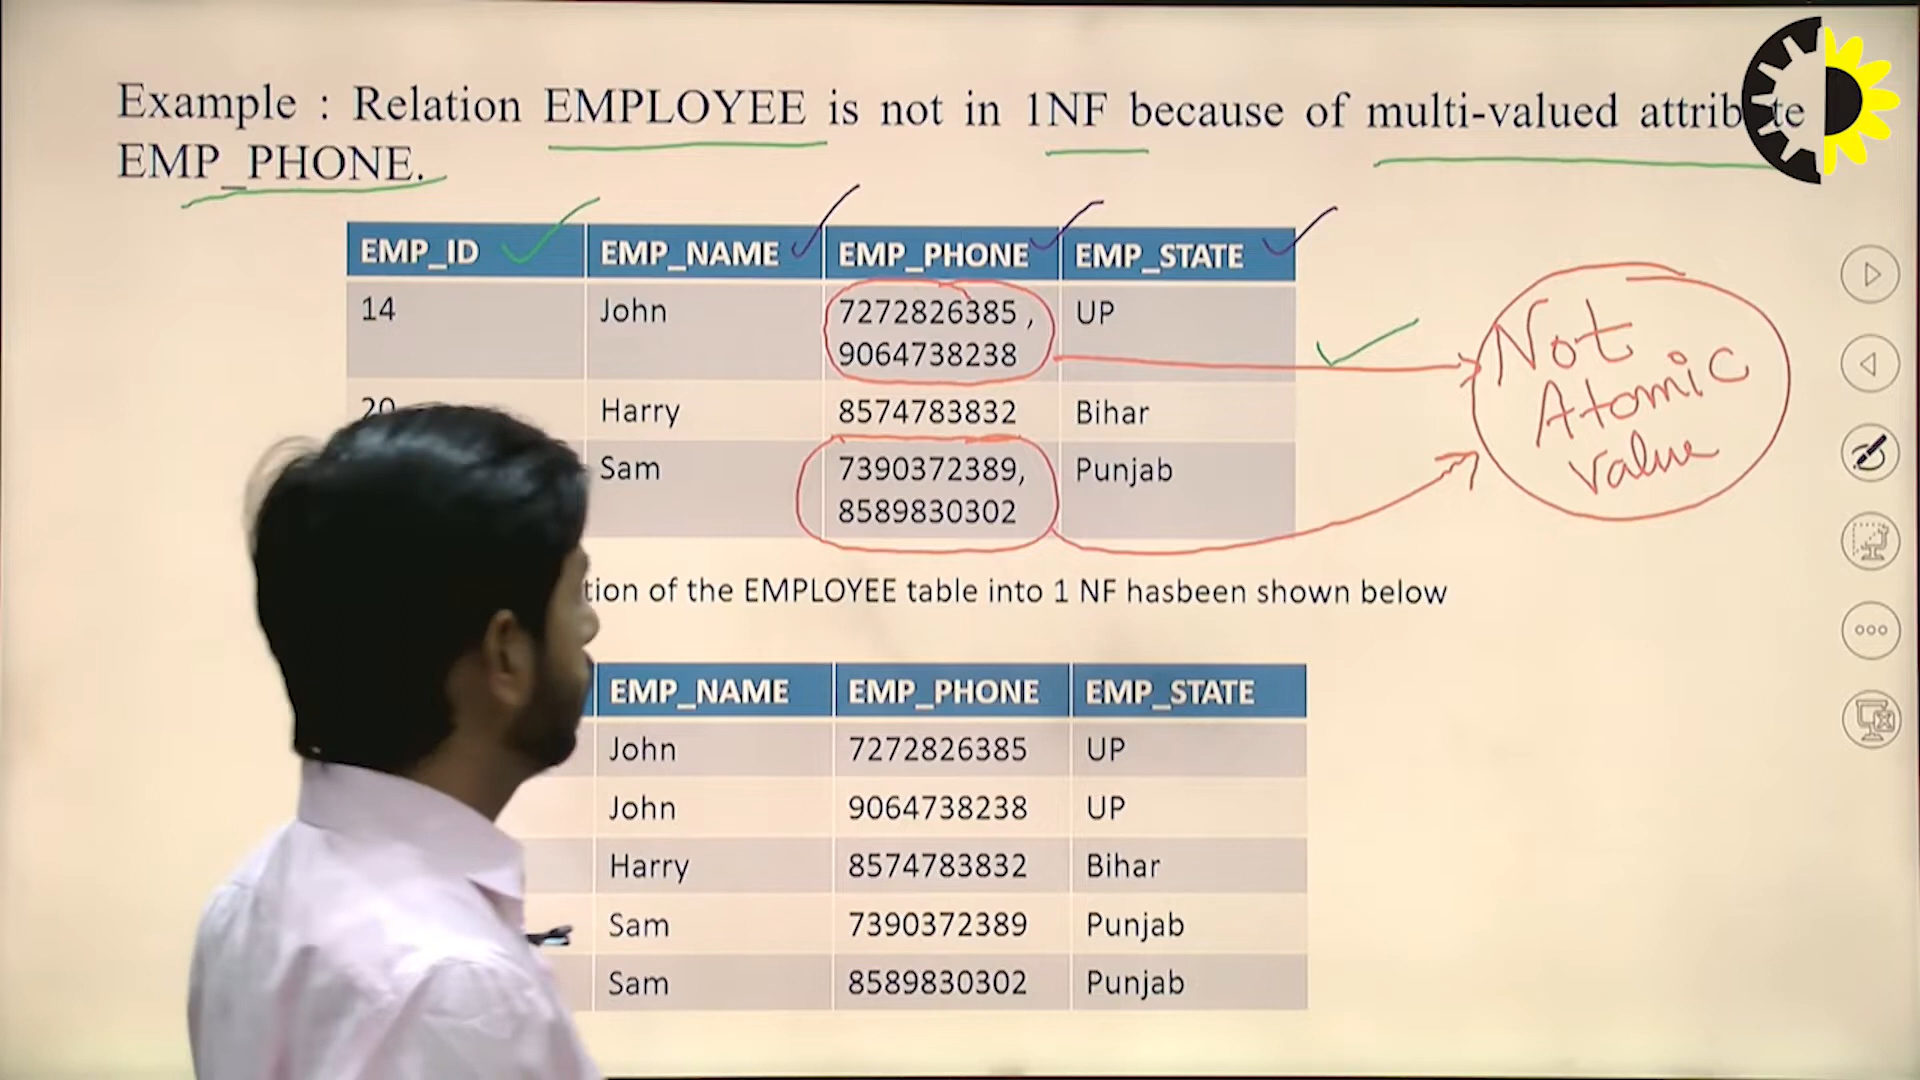 Example : Relation EMPLOYEE is not in 1NF because of multi-valued
EMP_PHONE.
EMP_ID EMP_NAME EMP_PHONE EMP_STATE
14 John 7272826385 , UP
9064738238
20 Harry 8574783832 Bihar
Sam 7390372389, Punjab
8589830302
Not
Atomic
value
of the EMPLOYEE table into 1 NF hasbeen shown below
EMP_NAME EMP_PHONE EMP_STATE
John 7272826385 UP
John 9064738238 UP
Harry 8574783832 Bihar
Sam 7390372389 Punjab
Sam 8589830302 Punjab